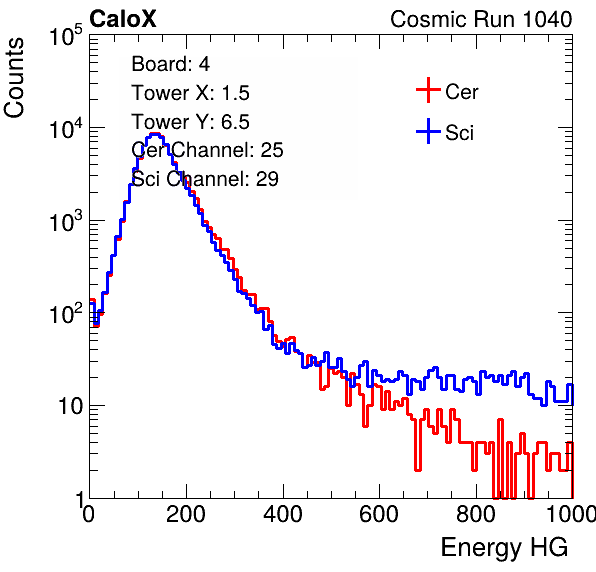 CaloX Cosmic Run 1040
Counts
Board: 4
Tower X: 1.5
Tower Y: 6.5
Cer Channel: 25
Sci Channel: 29
Cer
Sci
10^5
10^4
10^3
10^2
10
1
0 200 400 600 800 1000
Energy HG